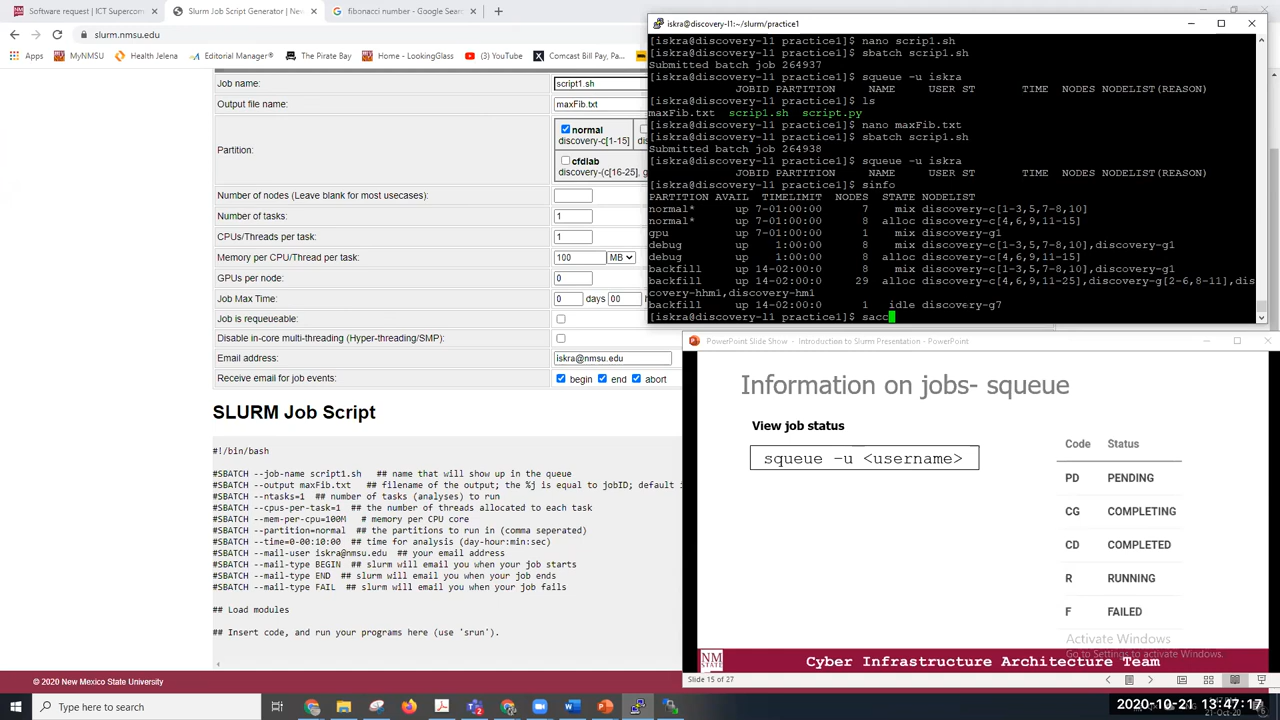 Software request | ICT Supercom
Slurm Job Script Generator | Ne
fibonacci number - Google Sear
slurm.nmsu.edu
Apps
MyNMSU
Editorial Manager®
The Pirate Bay
Home - LookingGlass
Comcast Bill Pay,
(3) YouTube
Job name:
script1.sh
Output file name:
maxFib.txt
Partition:
normal
discovery-c[1-15]
cfdlab
discovery-(c[16-25], g
Number of nodes (Leave blank for most usecases):
Number of tasks:
1
CPUs/Threads per task:
1
Memory per CPU/Thread per task:
100
MB
GPUs per node:
0
Job Max Time:
0 days 00 ho
Job is requeueable:
Disable in-core multi-threading (Hyper-threading/SMP):
Email address:
iskra@nmsu.edu
Receive email for job events:
begin end abort
SLURM Job Script
#!/bin/bash
#SBATCH --job-name script1.sh ## name that will show up in the queue
#SBATCH --output maxFib.txt ## filename of the output; the %j is equal to jobID; default i
#SBATCH --ntasks=1 ## number of tasks (analyses) to run
#SBATCH --cpus-per-task=1 ## the number of threads allocated to each task
#SBATCH --mem-per-cpu=100M # memory per CPU core
#SBATCH --partition=normal ## the partitions to run in (comma seperated)
#SBATCH --time=0-00:10:00 ## time for analysis (day-hour:min:sec)
#SBATCH --mail-user iskra@nmsu.edu ## your email address
#SBATCH --mail-type BEGIN ## slurm will email you when your job starts
#SBATCH --mail-type END ## slurm will email you when your job ends
#SBATCH --mail-type FAIL ## slurm will email you when your job fails
## Load modules
## Insert code, and run your programs here (use 'srun').
© 2020 New Mexico State University
iskra@discovery-l1:~/slurm/practice1
[iskra@discovery-l1 practice1]$ nano scrip1.sh
[iskra@discovery-l1 practice1]$ sbatch scrip1.sh
Submitted batch job 264937
[iskra@discovery-l1 practice1]$ squeue -u iskra
JOBID PARTITION NAME USER ST TIME NODES NODELIST(REASON)
[iskra@discovery-l1 practice1]$ ls
maxFib.txt scrip1.sh script.py
[iskra@discovery-l1 practice1]$ nano maxFib.txt
[iskra@discovery-l1 practice1]$ sbatch scrip1.sh
Submitted batch job 264938
[iskra@discovery-l1 practice1]$ squeue -u iskra
JOBID PARTITION NAME USER ST TIME NODES NODELIST(REASON)
[iskra@discovery-l1 practice1]$ sinfo
PARTITION AVAIL TIMELIMIT NODES STATE NODELIST
normal* up 7-01:00:00 7 mix discovery-c[1-3,5,7-8,10]
normal* up 7-01:00:00 8 alloc discovery-c[4,6,9,11-15]
gpu up 7-01:00:00 1 mix discovery-g1
debug up 1:00:00 8 mix discovery-c[1-3,5,7-8,10],discovery-g1
debug up 1:00:00 8 alloc discovery-c[4,6,9,11-15]
backfill up 14-02:00:0 8 mix discovery-c[1-3,5,7-8,10],discovery-g1
backfill up 14-02:00:0 29 alloc discovery-c[4,6,9,11-25],discovery-g[2-6,8-11],dis
covery-hhm1,discovery-hm1
backfill up 14-02:00:0 1 idle discovery-g7
[iskra@discovery-l1 practice1]$ sacc
PowerPoint Slide Show - Introduction to Slurm Presentation - PowerPoint
Information on jobs- squeue
View job status
squeue -u <username>
Code Status
PD PENDING
CG COMPLETING
CD COMPLETED
R RUNNING
F FAILED
Activate Windows
Go to Settings to activate Windows.
NM
STATE
Cyber Infrastructure Architecture Team
Slide 15 of 27
Type here to search
2020-10-21 13:47:17